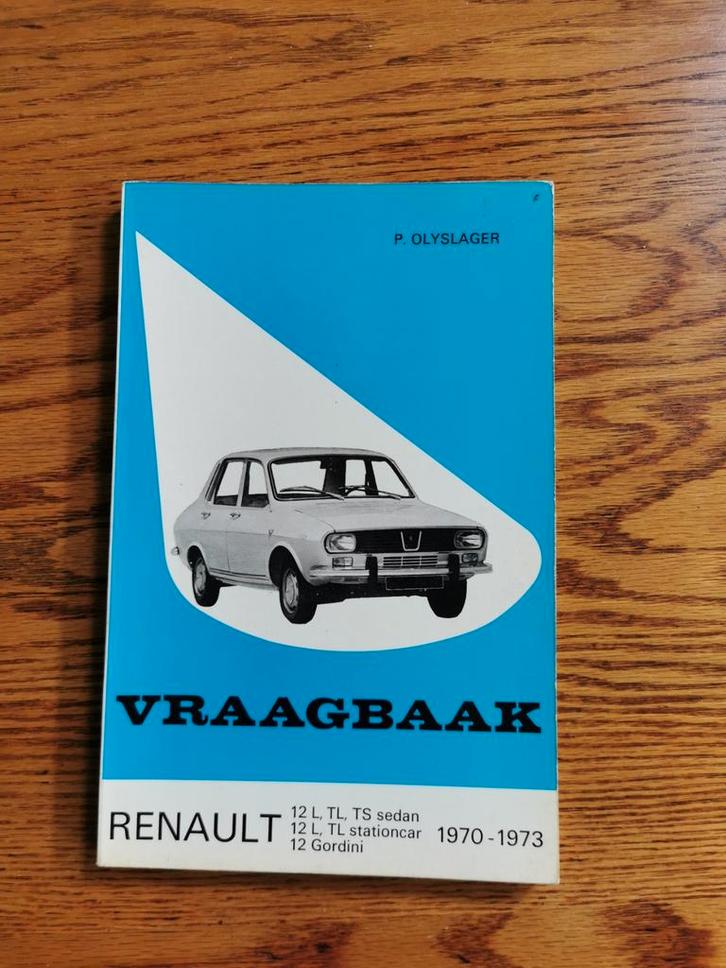 P. OLYSLAGER
VRAAGBAAK
RENAULT
12 L, TL, TS sedan
12 L, TL stationcar
12 Gordini
1970-1973